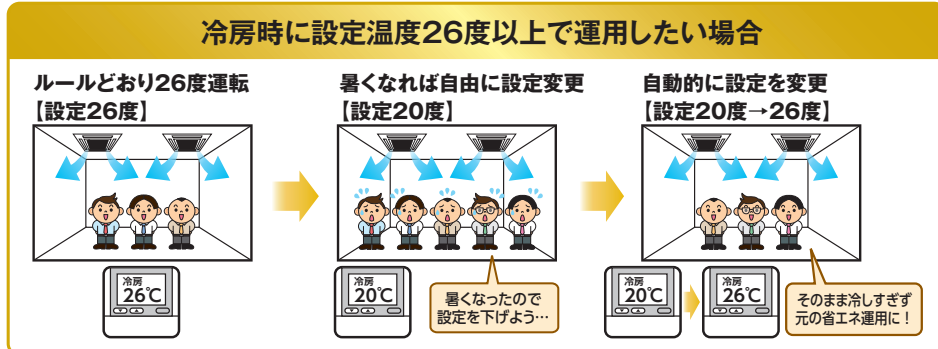 冷房時に設定温度26度以上で運用したい場合
ルールどおり26度運転
【設定26度】
暑くなれば自由に設定変更
【設定20度】
自動的に設定を変更
【設定20度→26度】
冷房
26℃
冷房
20℃
暑くなったので
設定を下げよう…
冷房
20℃
冷房
26℃
そのまま冷しすぎず
元の省エネ運用に！